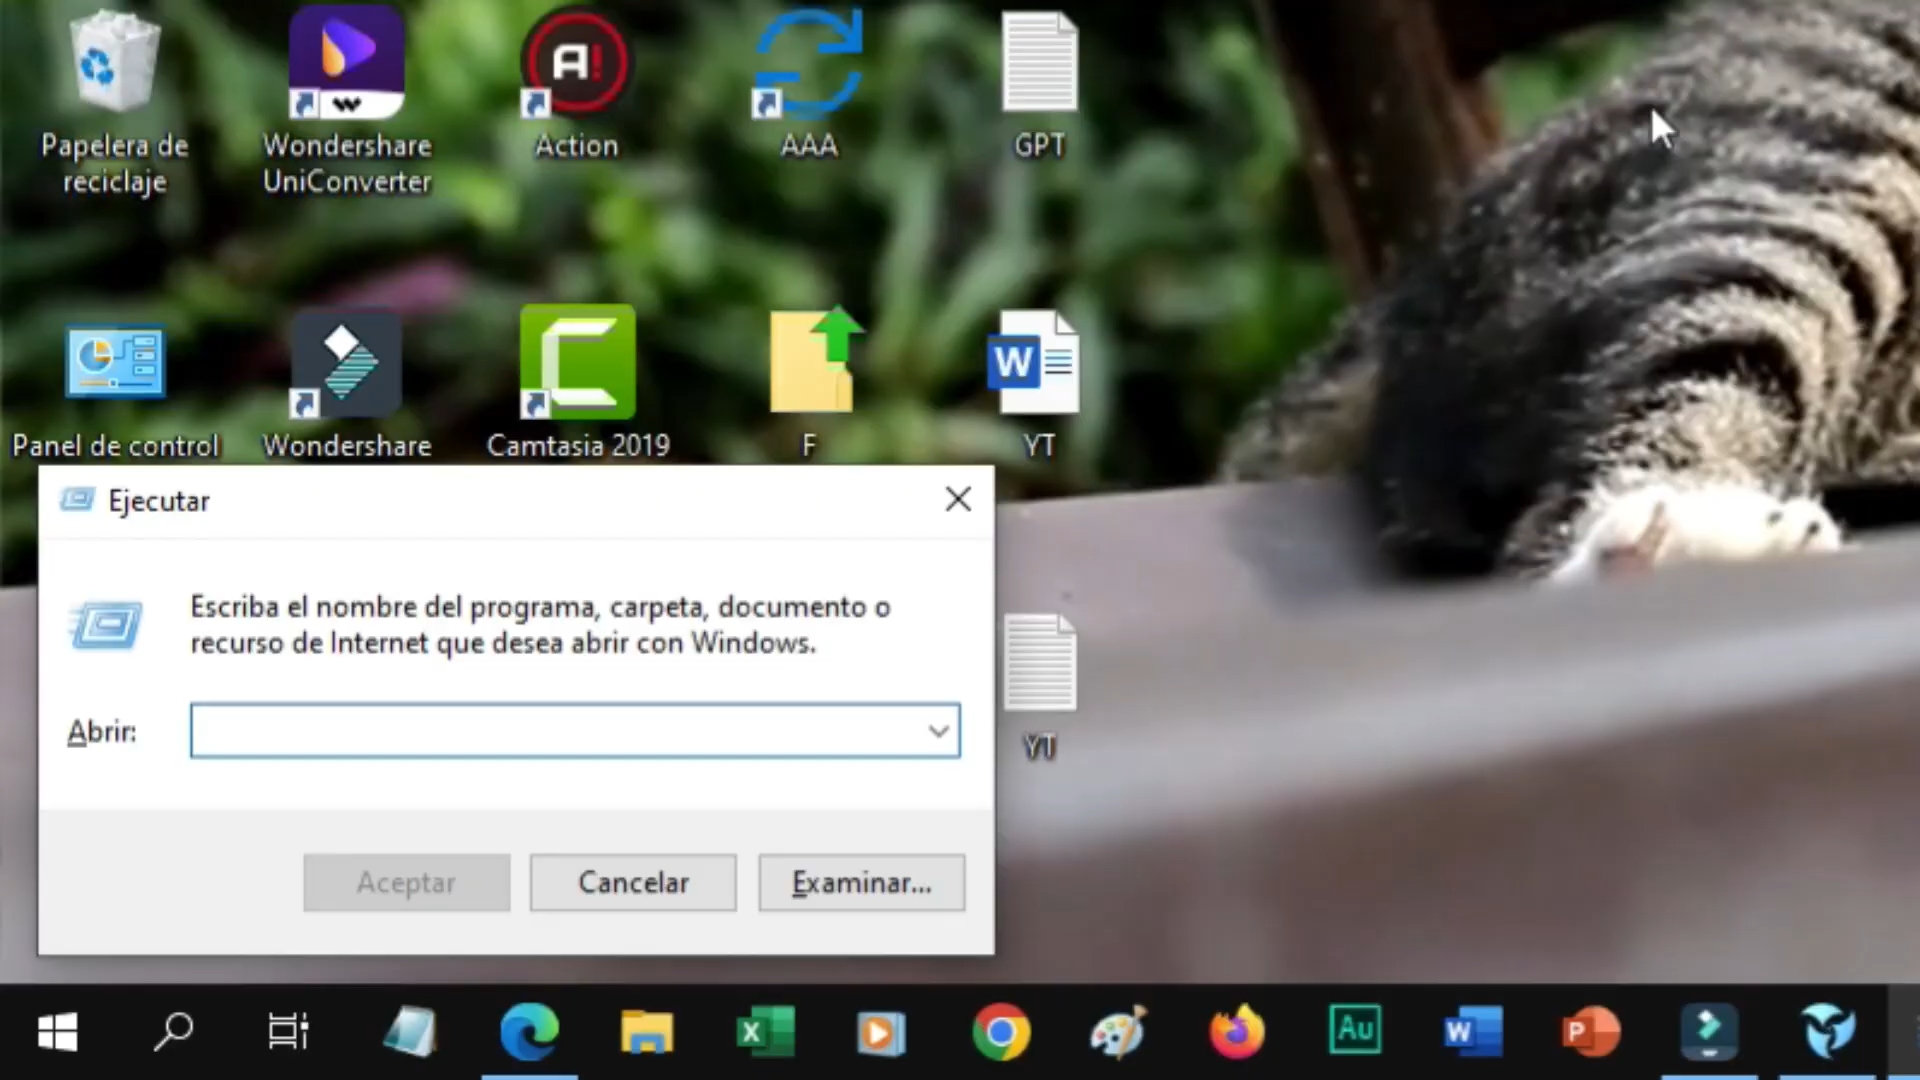 Papelera de
reciclaje
Wondershare
UniConverter
A!
Action
AAA
GPT
Panel de control
Wondershare
Camtasia 2019
F
W
YT
Ejecutar
Escriba el nombre del programa, carpeta, documento o
recurso de Internet que desea abrir con Windows.
Abrir:
YT
Aceptar
Cancelar
Examinar...
X
Au
W
P